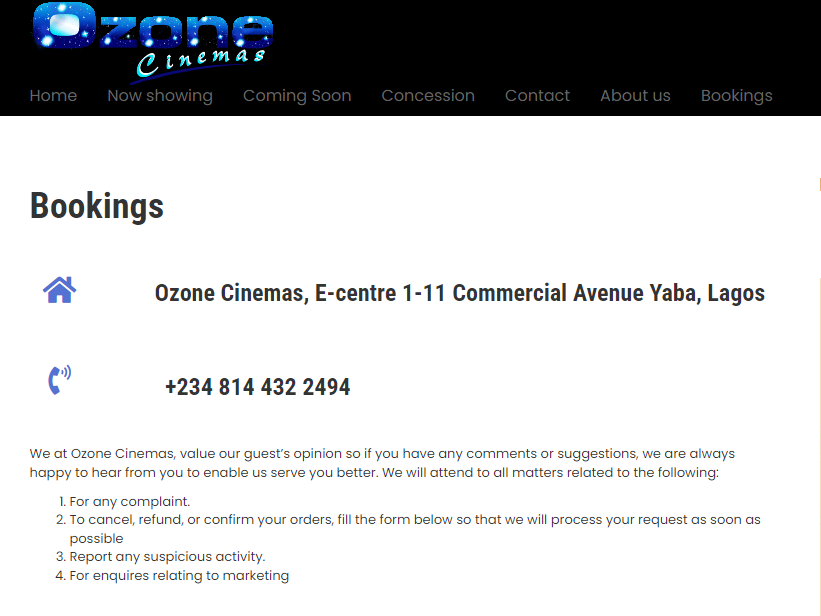 Ozone
Cinemas
Home Now showing Coming Soon Concession Contact About us Bookings
Bookings
Ozone Cinemas, E-centre 1-11 Commercial Avenue Yaba, Lagos
+234 814 432 2494
We at Ozone Cinemas, value our guest’s opinion so if you have any comments or suggestions, we are always
happy to hear from you to enable us serve you better. We will attend to all matters related to the following:
1. For any complaint.
2. To cancel, refund, or confirm your orders, fill the form below so that we will process your request as soon as
possible
3. Report any suspicious activity.
4. For enquires relating to marketing